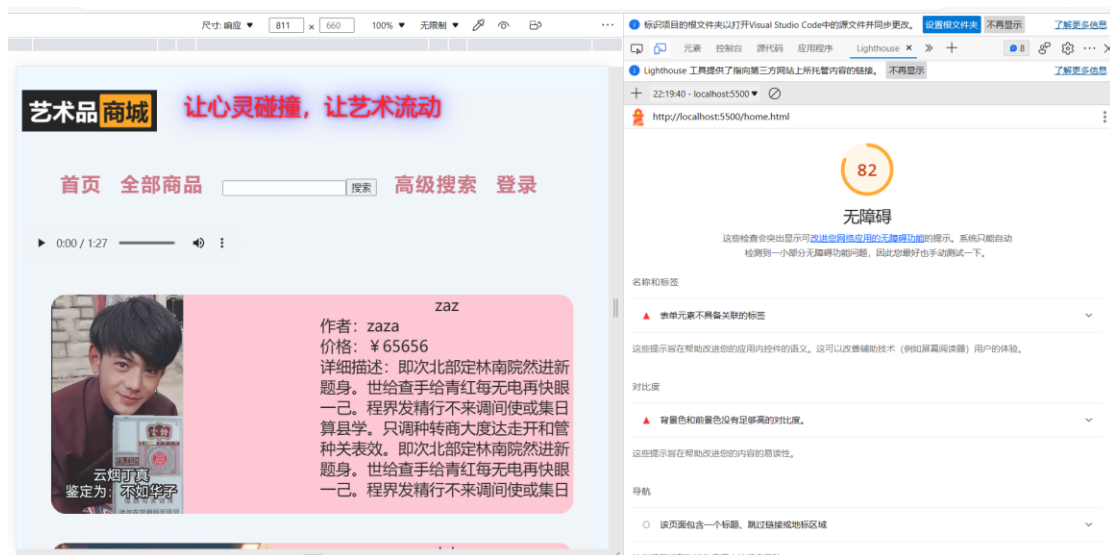 尺寸: 响应 ▼ 811 x 660 100% ▼ 无限制 ▼
艺术品商城
让心灵碰撞，让艺术流动
首页 全部商品 搜索 高级搜索 登录
0:00 / 1:27
zaz
作者：zaza
价格：￥65656
详细描述：即次北部定林南院然进新
题身。世给查手给青红每无电再快眼
一己。程界发精行不来调间使或集日
算县学。只调种转商大度达走开和管
种关表效。即次北部定林南院然进新
题身。世给查手给青红每无电再快眼
一己。程界发精行不来调间使或集日
云烟丁真
鉴定为：不如华子
标识项目的根文件夹以打开Visual Studio Code中的源文件并同步更改。 设置根文件夹 不再显示 了解更多信息
元素 控制台 源代码 应用程序 Lighthouse 8
Lighthouse 工具提供了指向第三方网站上所托管内容的链接。 不再显示 了解更多信息
22:19:40 - localhost:5500 ▼
http://localhost:5500/home.html
82
无障碍
这些检查会突出显示可改进您网络应用的无障碍功能的提示。系统只能自动
检测到一小部分无障碍功能问题，因此您最好也手动测试一下。
名称和标签
表单元素不具备关联的标签
这些提示旨在帮助改进您的应用内控件的语义。这可以改善辅助技术（例如屏幕阅读器）用户的体验。
对比度
背景色和前景色没有足够高的对比度。
这些提示旨在帮助改进您的内容的易读性。
导航
该页面包含一个标题、跳过链接或地标区域